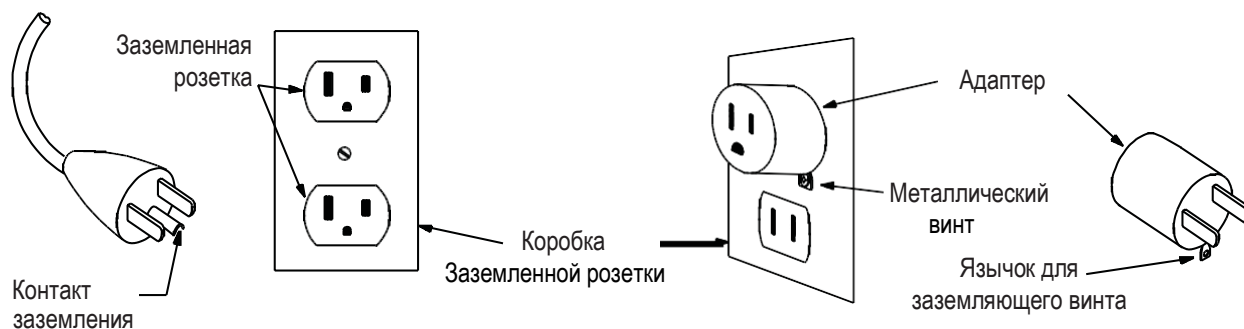 Заземленная
розетка
Адаптер
Металлический
винт
Коробка
Заземленной розетки
Язычок для
заземляющего винта
Контакт
заземления